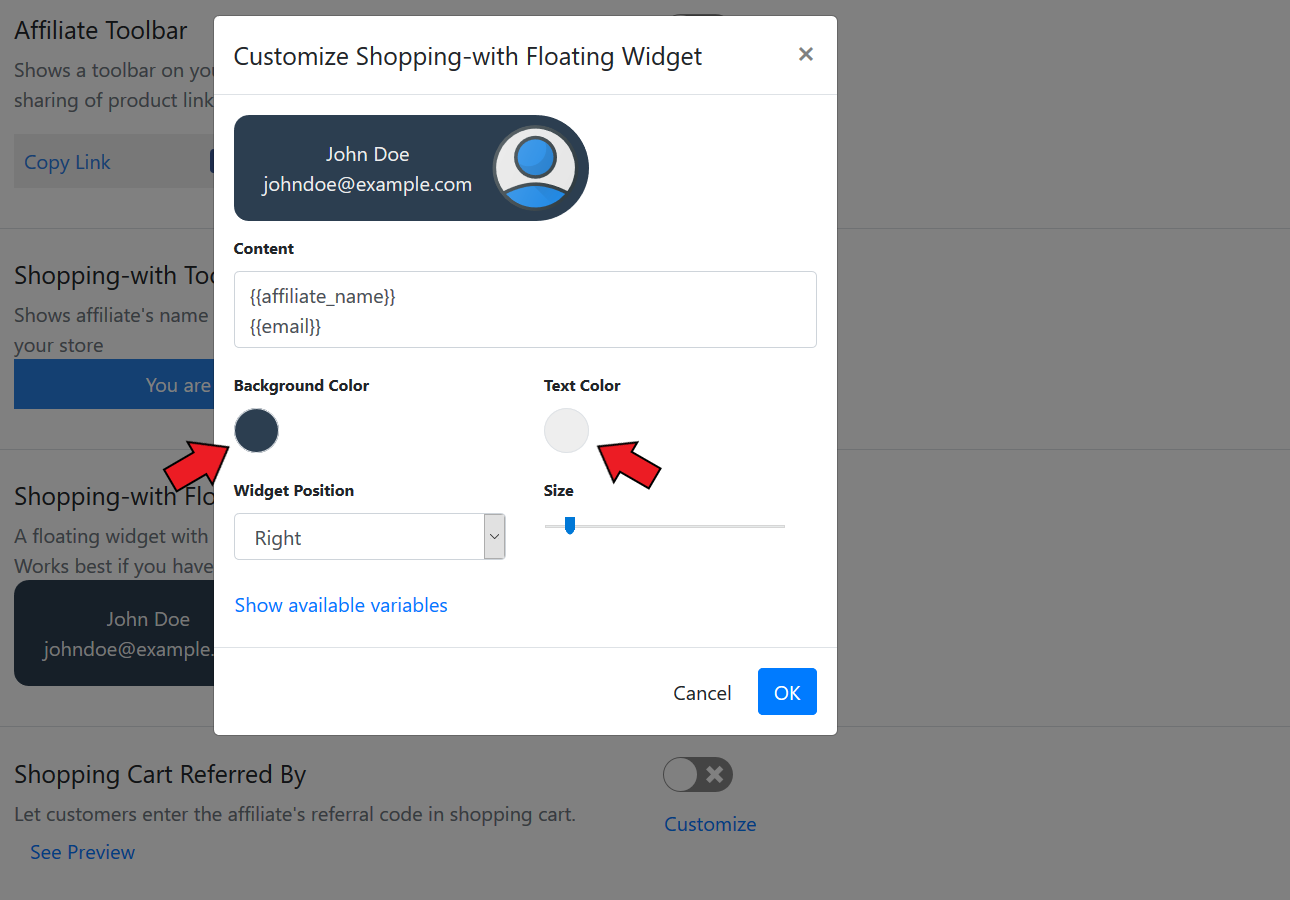 Affiliate Toolbar
Shows a toolbar on you
sharing of product link
Copy Link
Shopping-with Too
Shows affiliate's name
your store
You are
Shopping-with Flo
A floating widget with
Works best if you have
John Doe
johndoe@example.
Customize Shopping-with Floating Widget
John Doe
johndoe@example.com
Content
{{affiliate_name}}
{{email}}
Background Color
Text Color
Widget Position
Size
Right
Show available variables
Cancel
OK
Shopping Cart Referred By
Let customers enter the affiliate's referral code in shopping cart.
Customize
See Preview